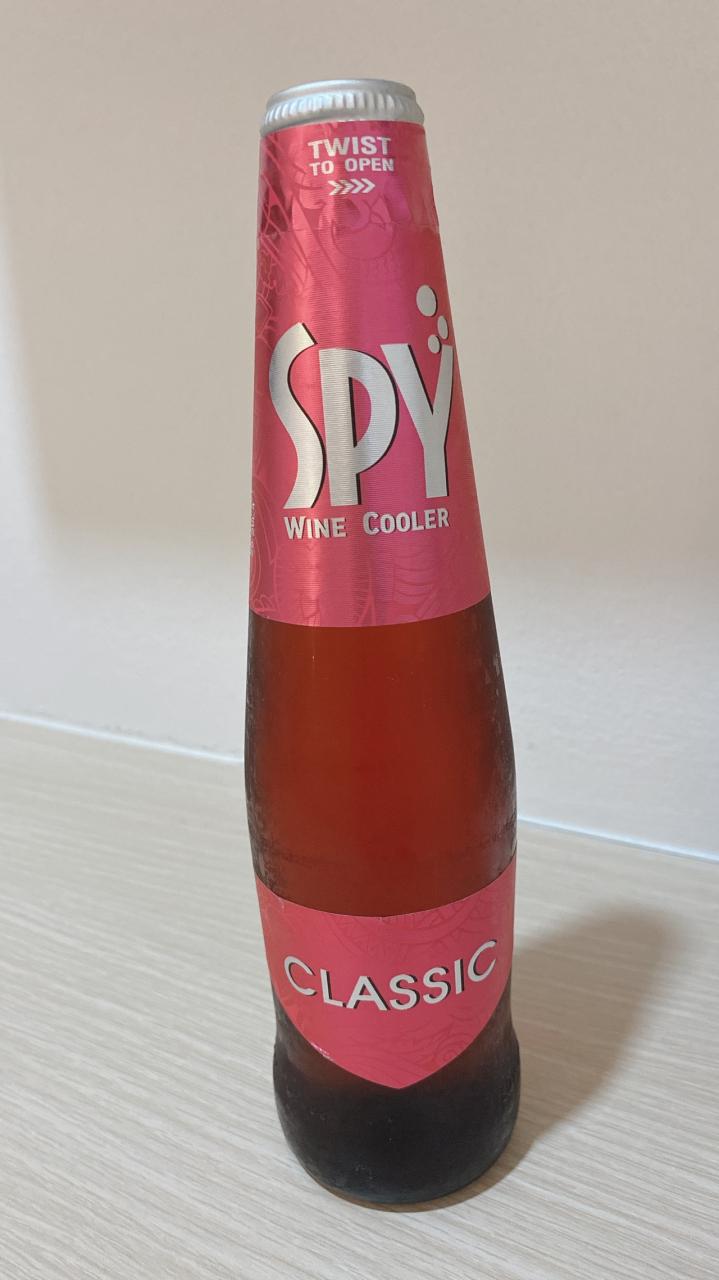 TWIST
TO OPEN
SPY
WINE COOLER
CLASSIC